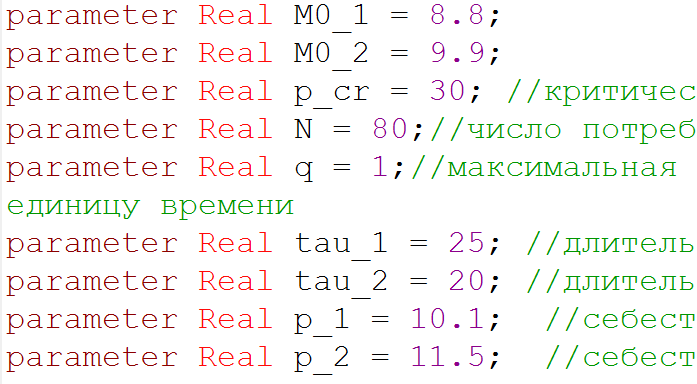 parameter Real M0_1 = 8.8;
parameter Real M0_2 = 9.9;
parameter Real p_cr = 30; //критичес
parameter Real N = 80;//число потреб
parameter Real q = 1;//максимальная
единицу времени
parameter Real tau_1 = 25; //длитель
parameter Real tau_2 = 20; //длитель
parameter Real p_1 = 10.1;  //себест
parameter Real p_2 = 11.5;  //себест